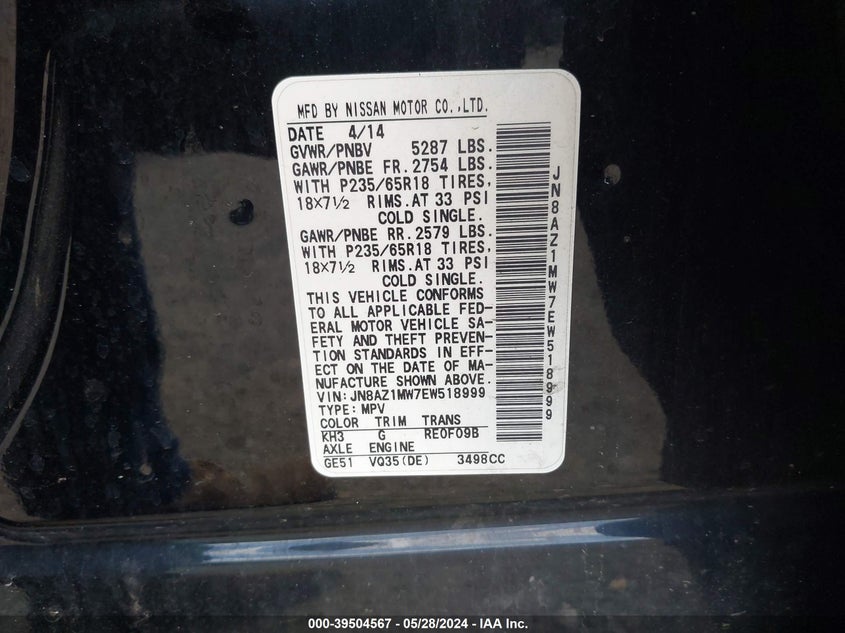 MFD BY NISSAN MOTOR CO.,LTD.
DATE 4/14
GVWR/PNBV 5287 LBS.
GAWR/PNBE FR. 2754 LBS.
WITH P235/65R18 TIRES,
18X7½ RIMS.AT 33 PSI
COLD SINGLE.
GAWR/PNBE RR. 2579 LBS.
WITH P235/65R18 TIRES,
18X7½ RIMS.AT 33 PSI
COLD SINGLE.
THIS VEHICLE CONFORMS
TO ALL APPLICABLE FED-
ERAL MOTOR VEHICLE SA-
FETY AND THEFT PREVEN-
TION STANDARDS IN EFF-
ECT ON THE DATE OF MA-
NUFACTURE SHOWN ABOVE.
VIN:JN8AZ1MW7EW518999
TYPE:MPV
COLOR TRIM TRANS
KH3 G RE0F09B
AXLE ENGINE
GE51 VQ35(DE) 3498CC
JN8AZ1MW7EW518999
000-39504567 - 05/28/2024 - IAA Inc.